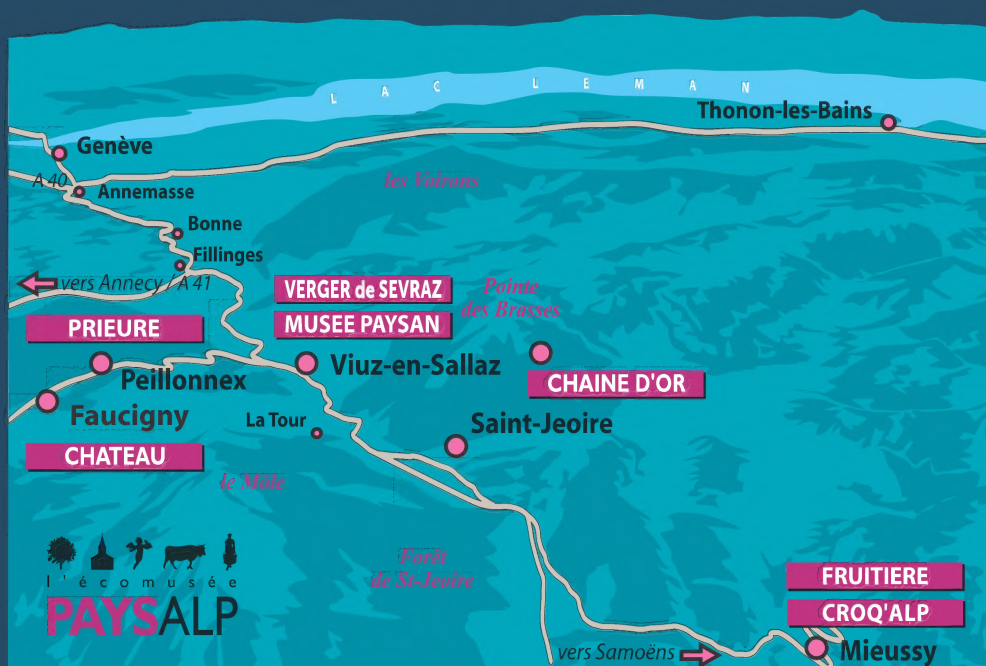 LAC LEMAN
Thonon-les-Bains
Genève
A 40
Annemasse
les Voirons
Bonne
Fillinges
vers Annecy / A 41
VERGER de SEVRAZ
Pointe
des Brasses
MUSEE PAYSAN
PRIEURE
Peillonnex
Viuz-en-Sallaz
CHAINE D'OR
Faucigny
La Tour
Saint-Jeoire
CHATEAU
le Môle
l'écomusée
PAYSALP
Forêt
de St-Jeoire
FRUITIERE
CROQ'ALP
vers Samoëns
Mieussy